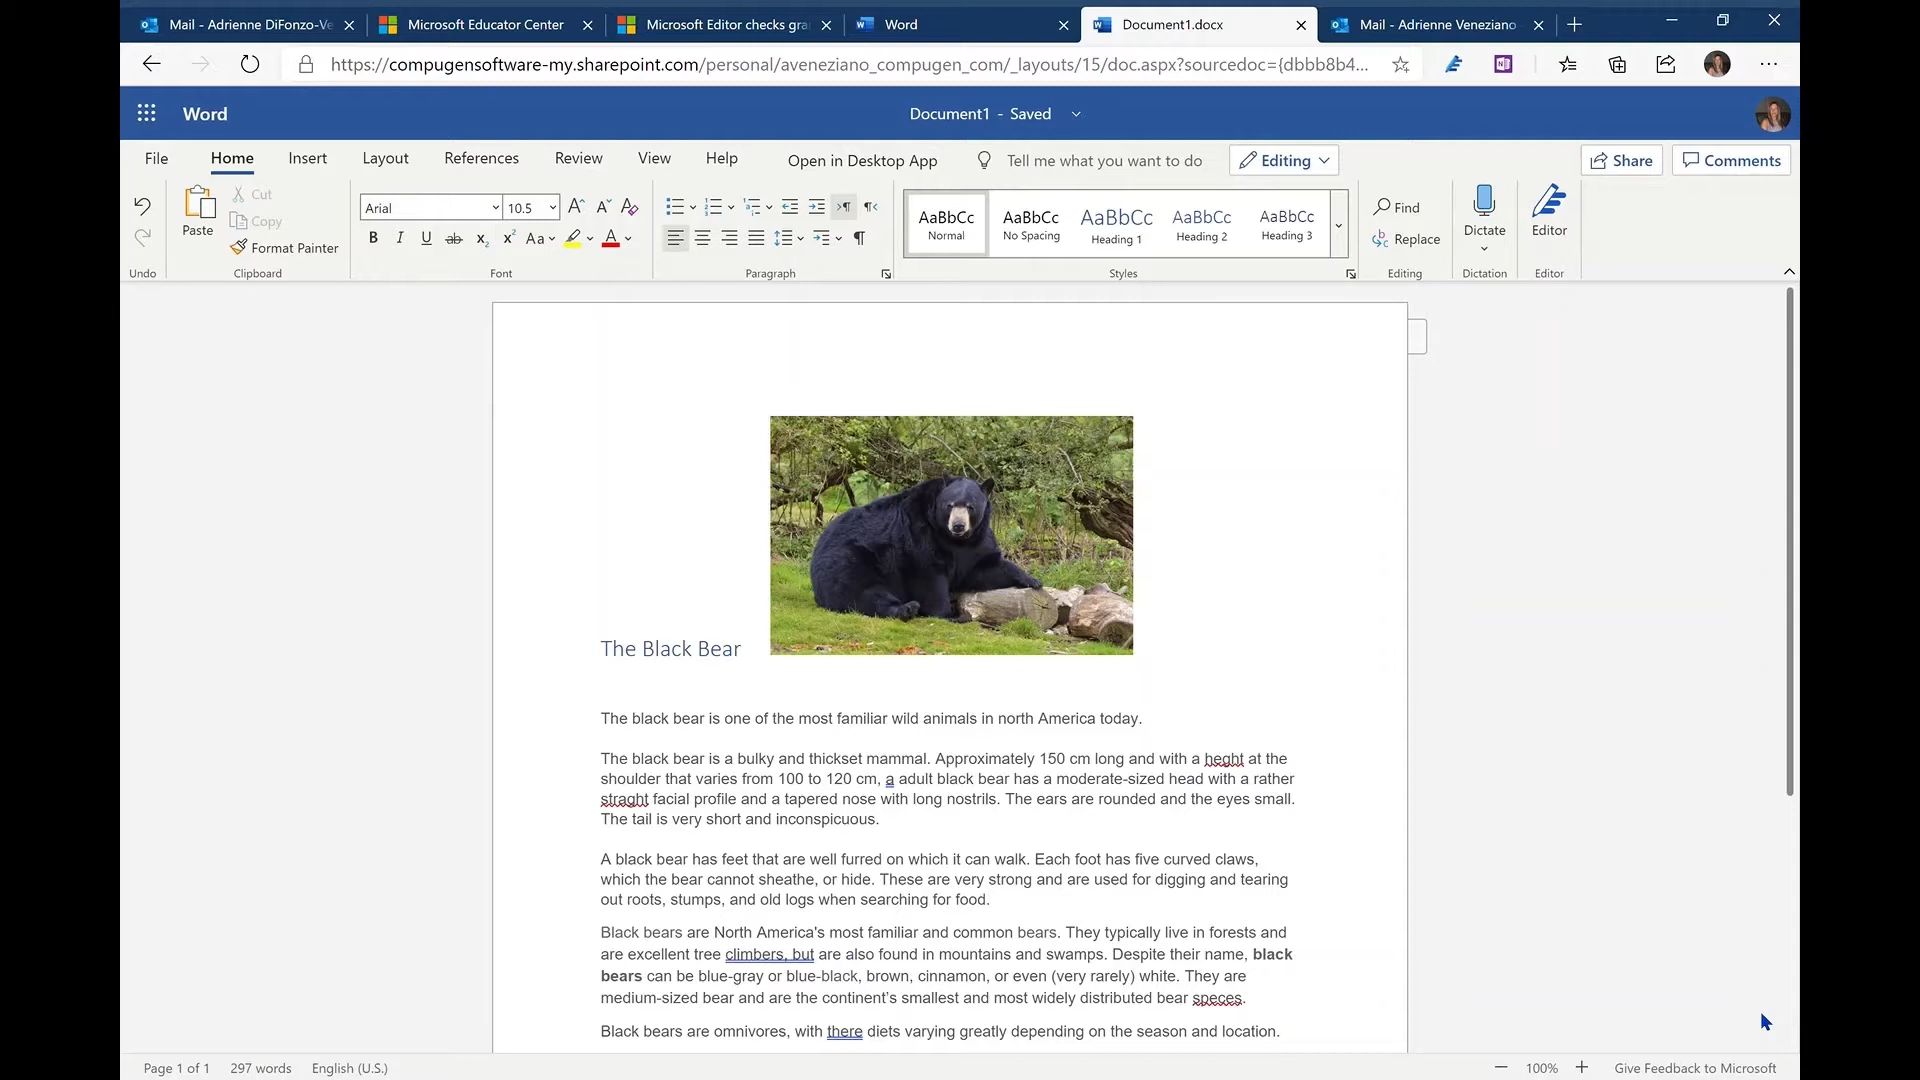 Mail - Adrienne DiFonzo-Ve
Microsoft Educator Center
Microsoft Editor checks gra
Word
Document1.docx
Mail - Adrienne Veneziano
https://compugensoftware-my.sharepoint.com/personal/aveneziano_compugen_com/_layouts/15/doc.aspx?sourcedoc={dbbb8b4...
Word
Document1 - Saved
File
Home
Insert
Layout
References
Review
View
Help
Open in Desktop App
Tell me what you want to do
Editing
Share
Comments
Paste
Cut
Copy
Format Painter
Undo
Clipboard
Arial
10.5
Font
Paragraph
AaBbCc
Normal
AaBbCc
No Spacing
AaBbCc
Heading 1
AaBbCc
Heading 2
AaBbCc
Heading 3
Styles
Find
Replace
Editing
Dictate
Dictation
Editor
Editor
The Black Bear
The black bear is one of the most familiar wild animals in north America today.
The black bear is a bulky and thickset mammal. Approximately 150 cm long and with a heght at the
shoulder that varies from 100 to 120 cm, a adult black bear has a moderate-sized head with a rather
straght facial profile and a tapered nose with long nostrils. The ears are rounded and the eyes small.
The tail is very short and inconspicuous.
A black bear has feet that are well furred on which it can walk. Each foot has five curved claws,
which the bear cannot sheathe, or hide. These are very strong and are used for digging and tearing
out roots, stumps, and old logs when searching for food.
Black bears are North America's most familiar and common bears. They typically live in forests and
are excellent tree climbers, but are also found in mountains and swamps. Despite their name, black
bears can be blue-gray or blue-black, brown, cinnamon, or even (very rarely) white. They are
medium-sized bear and are the continent’s smallest and most widely distributed bear speces.
Black bears are omnivores, with there diets varying greatly depending on the season and location.
Page 1 of 1
297 words
English (U.S.)
100%
Give Feedback to Microsoft